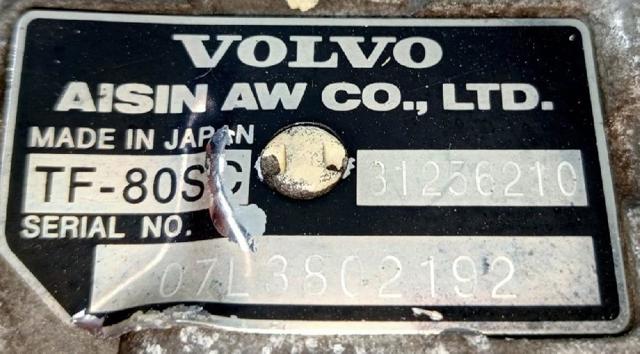 VOLVO
AISIN AW CO., LTD.
MADE IN JAPAN
TF-80SC 31256210
SERIAL NO.
07L3802192